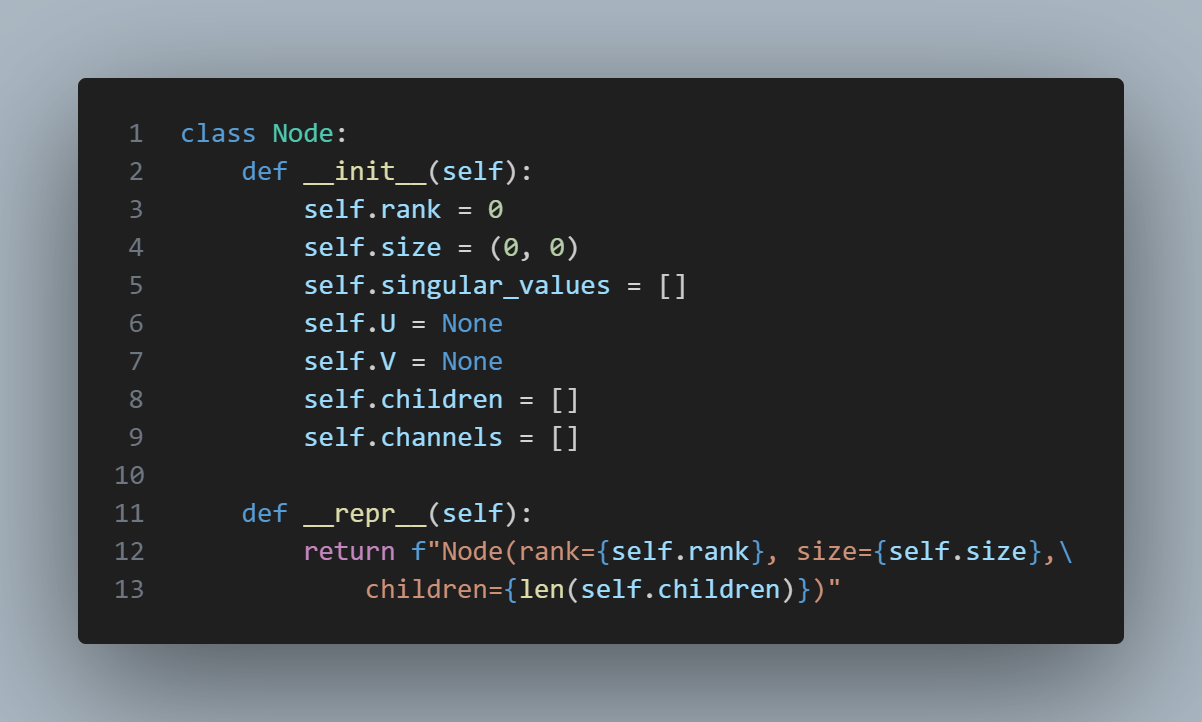 1 class Node:
2     def __init__(self):
3         self.rank = 0
4         self.size = (0, 0)
5         self.singular_values = []
6         self.U = None
7         self.V = None
8         self.children = []
9         self.channels = []
10
11     def __repr__(self):
12         return f"Node(rank={self.rank}, size={self.size},\
13             children={len(self.children)})"